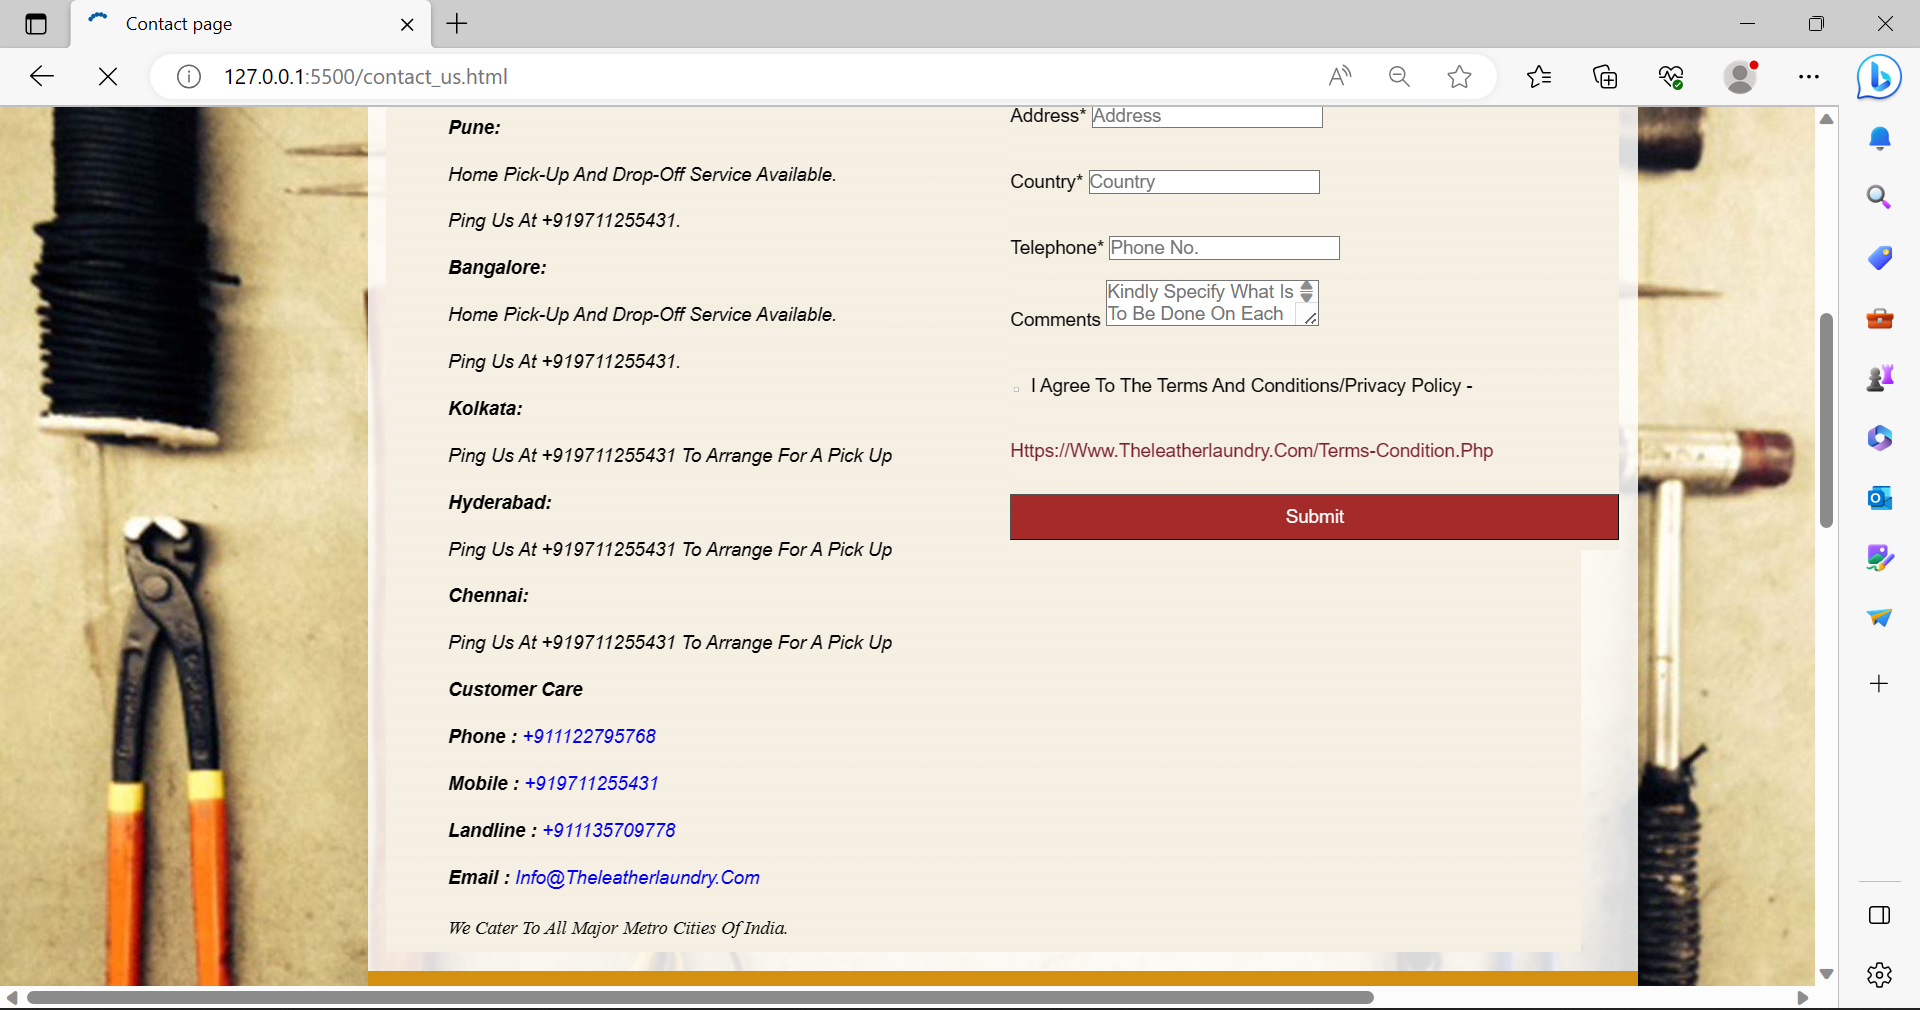 Contact page
127.0.0.1:5500/contact_us.html
Pune:
Home Pick-Up And Drop-Off Service Available.
Ping Us At +919711255431.
Bangalore:
Home Pick-Up And Drop-Off Service Available.
Ping Us At +919711255431.
Kolkata:
Ping Us At +919711255431 To Arrange For A Pick Up
Hyderabad:
Ping Us At +919711255431 To Arrange For A Pick Up
Chennai:
Ping Us At +919711255431 To Arrange For A Pick Up
Customer Care
Phone : +911122795768
Mobile : +919711255431
Landline : +911135709778
Email : Info@Theleatherlaundry.Com
We Cater To All Major Metro Cities Of India.
Address* Address
Country* Country
Telephone* Phone No.
Comments Kindly Specify What Is
To Be Done On Each
I Agree To The Terms And Conditions/Privacy Policy -
Https://Www.Theleatherlaundry.Com/Terms-Condition.Php
Submit